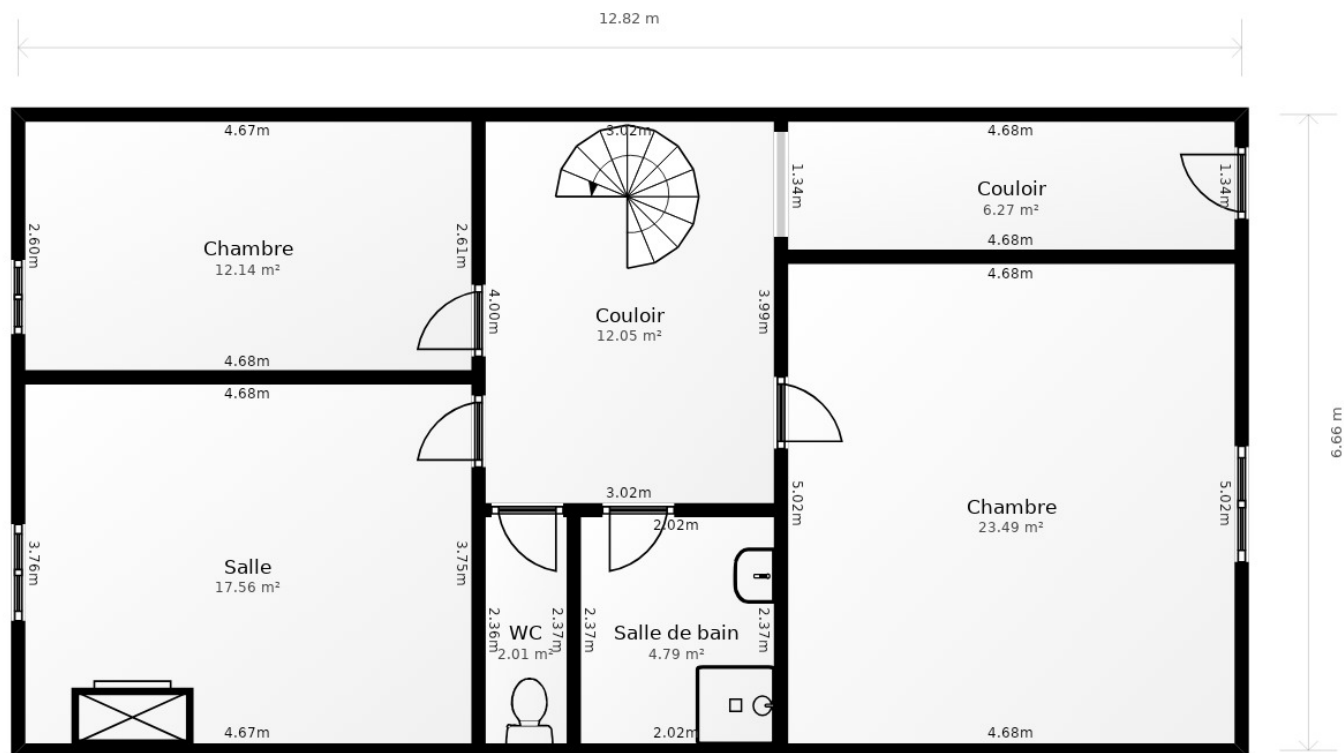 12.82 m
4.67m
3.02m
4.68m
1.34m
1.34m
Couloir
6.27 m²
4.68m
2.60m
Chambre
12.14 m²
2.61m
4.68m
4.00m
Couloir
12.05 m²
3.99m
4.68m
4.68m
6.66 m
3.02m
2.02m
5.02m
Chambre
23.49 m²
5.02m
3.76m
Salle
17.56 m²
3.75m
2.36m
WC
2.01 m²
2.37m
2.37m
Salle de bain
4.79 m²
2.37m
4.67m
2.02m
4.68m